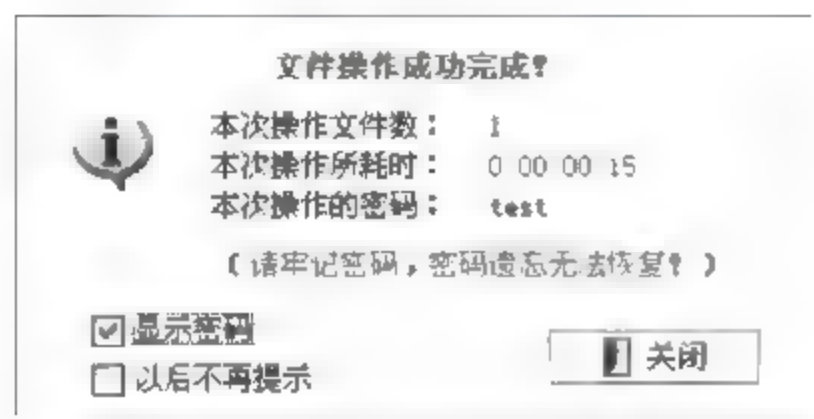 文件操作成功完成!
本次操作文件数: 1
本次操作所耗时: 0 00 00 15
本次操作的密码: test
(请牢记密码,密码遗忘无法恢复!)
显示密码
以后不再提示
关闭